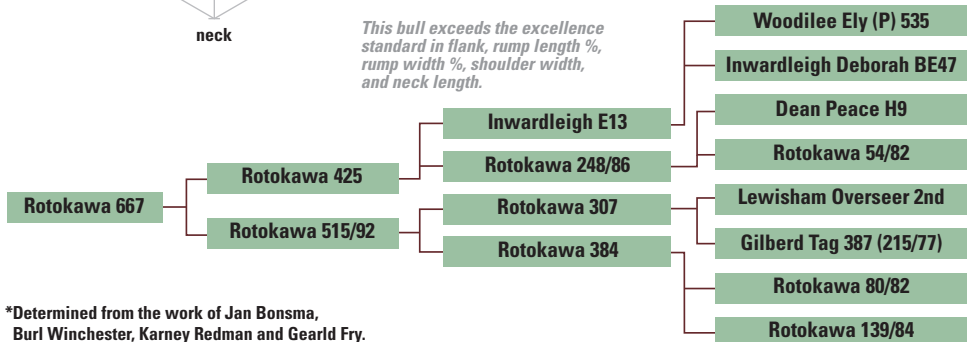 neck
This bull exceeds the excellence
standard in flank, rump length %,
rump width %, shoulder width,
and neck length.
Rotokawa 667
Rotokawa 425
Rotokawa 515/92
Inwardleigh E13
Rotokawa 248/86
Rotokawa 307
Rotokawa 384
Woodilee Ely (P) 535
Inwardleigh Deborah BE47
Dean Peace H9
Rotokawa 54/82
Lewisham Overseer 2nd
Gilberd Tag 387 (215/77)
Rotokawa 80/82
Rotokawa 139/84
*Determined from the work of Jan Bonsma,
Burl Winchester, Karney Redman and Gearld Fry.